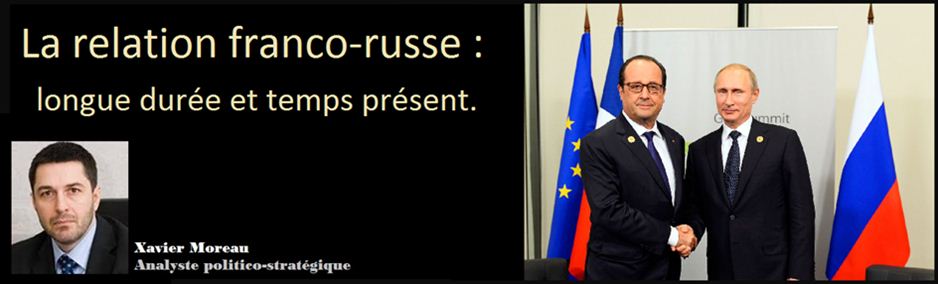 La relation franco-russe :
longue durée et temps présent.
Xavier Moreau
Analyste politico-stratégique